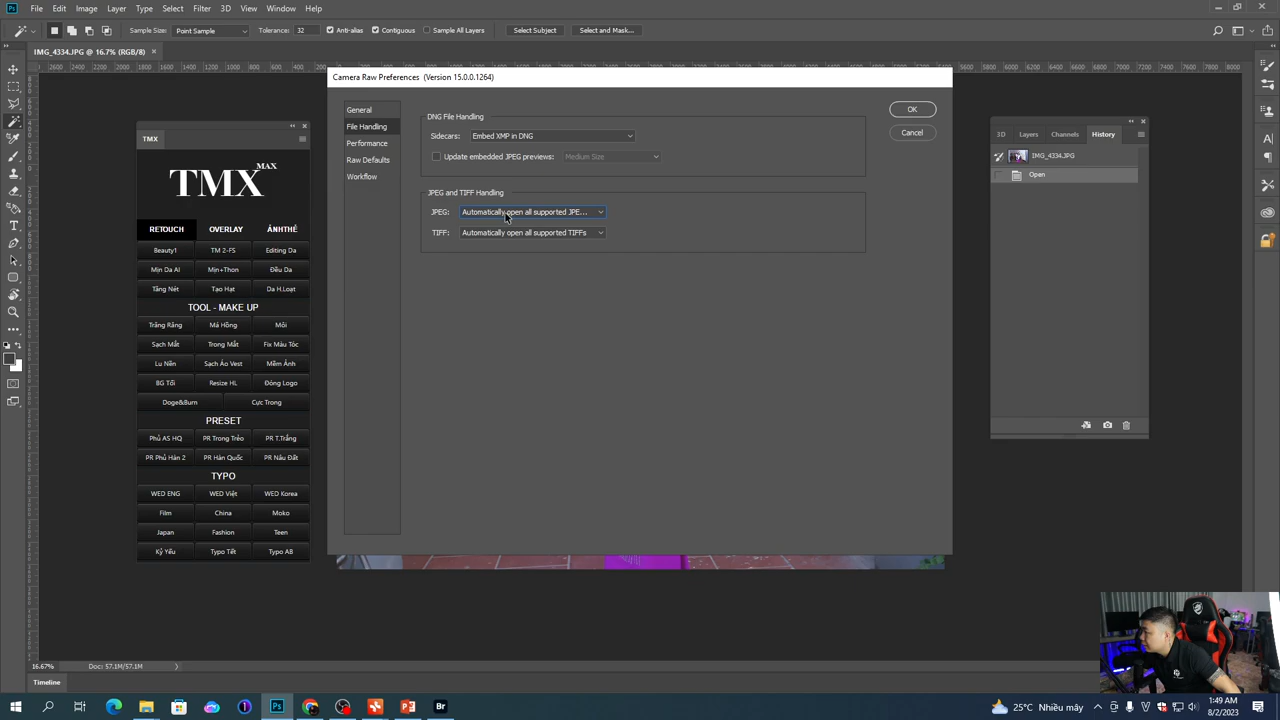 File Edit Image Layer Type Select Filter 3D View Window Help
Sample Size: Point Sample Tolerance: 32 Anti-alias Contiguous Sample All Layers Select Subject Select and Mask...
IMG_4334.JPG @ 16.7% (RGB/8) ×
Camera Raw Preferences (Version 15.0.0.1264)
General
File Handling
Performance
Raw Defaults
Workflow
DNG File Handling
Sidecars: Embed XMP in DNG
Update embedded JPEG previews: Medium Size
JPEG and TIFF Handling
JPEG: Automatically open all supported JPE...
TIFF: Automatically open all supported TIFFs
OK
Cancel
TMX
TMX MAX
RETOUCH OVERLAY ẢNHTHẺ
Beauty1 TM 2-FS Editing Da
Mịn Da AI Mịn+Thon Đều Da
Tăng Nét Tạo Hạt Da H.Loạt
TOOL - MAKE UP
Trắng Răng Má Hồng Môi
Sạch Mắt Trong Mắt Fix Màu Tóc
Lu Nền Sạch Áo Vest Mềm Ảnh
BG Tối Resize HL Đóng Logo
Doge&Burn Cực Trong
PRESET
Phủ AS HQ PR Trong Trẻo PR T.Trắng
PR Phủ Hàn 2 PR Hàn Quốc PR Nâu Đất
TYPO
WED ENG WED Việt WED Korea
Film China Moko
Japan Fashion Teen
Kỷ Yếu Typo Tết Typo AB
3D Layers Channels History
IMG_4334.JPG
Open
16.67% Doc: 57.1M/57.1M
Timeline
25°C Nhiều mây
1:49 AM
8/2/2023